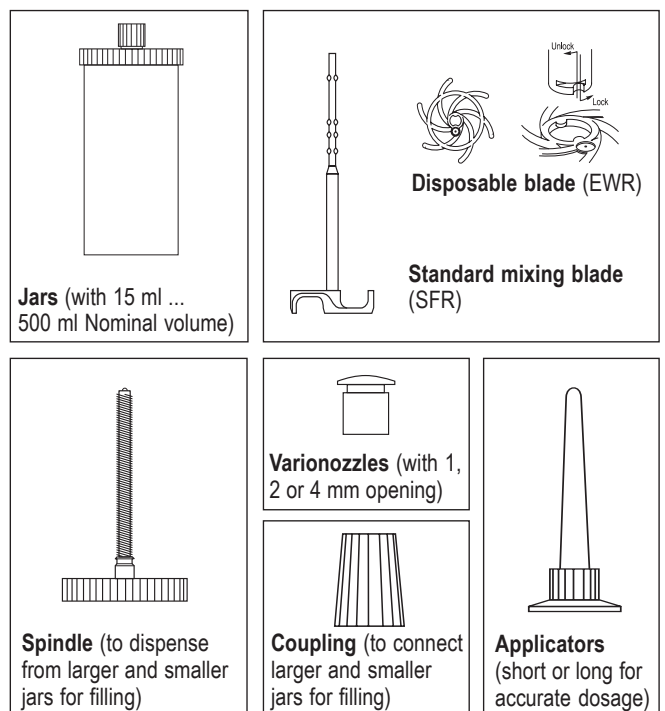 Jars (with 15 ml ...
500 ml Nominal volume)
Unlock
Lock
Disposable blade (EWR)
Standard mixing blade
(SFR)
Spindle (to dispense
from larger and smaller
jars for filling)
Varionozzles (with 1,
2 or 4 mm opening)
Coupling (to connect
larger and smaller
jars for filling)
Applicators
(short or long for
accurate dosage)